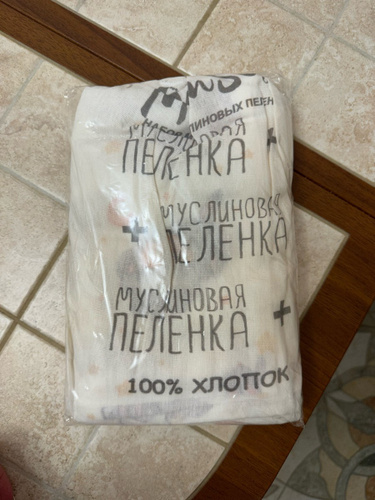 МУСЛИНОВАЯ
ПЕЛЕНКА +
+ МУСЛИНОВАЯ
ПЕЛЕНКА
МУСЛИНОВАЯ +
ПЕЛЕНКА
100% ХЛОПОК